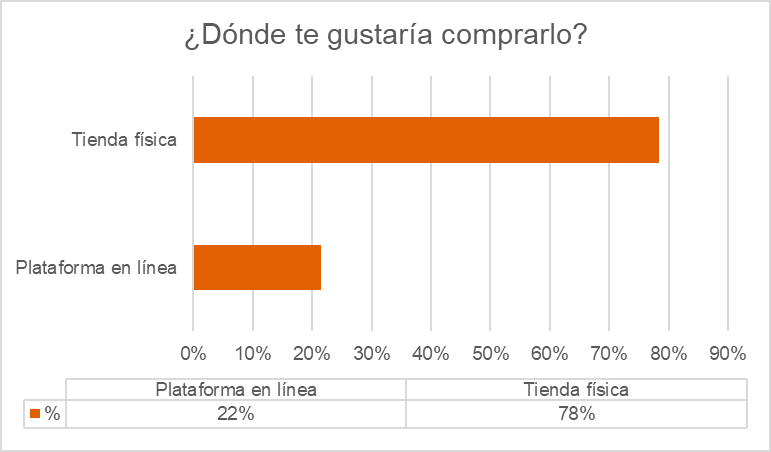 ¿Dónde te gustaría comprarlo?
Tienda física
Plataforma en línea
0% 10% 20% 30% 40% 50% 60% 70% 80% 90%
Plataforma en línea Tienda física
% 22% 78%